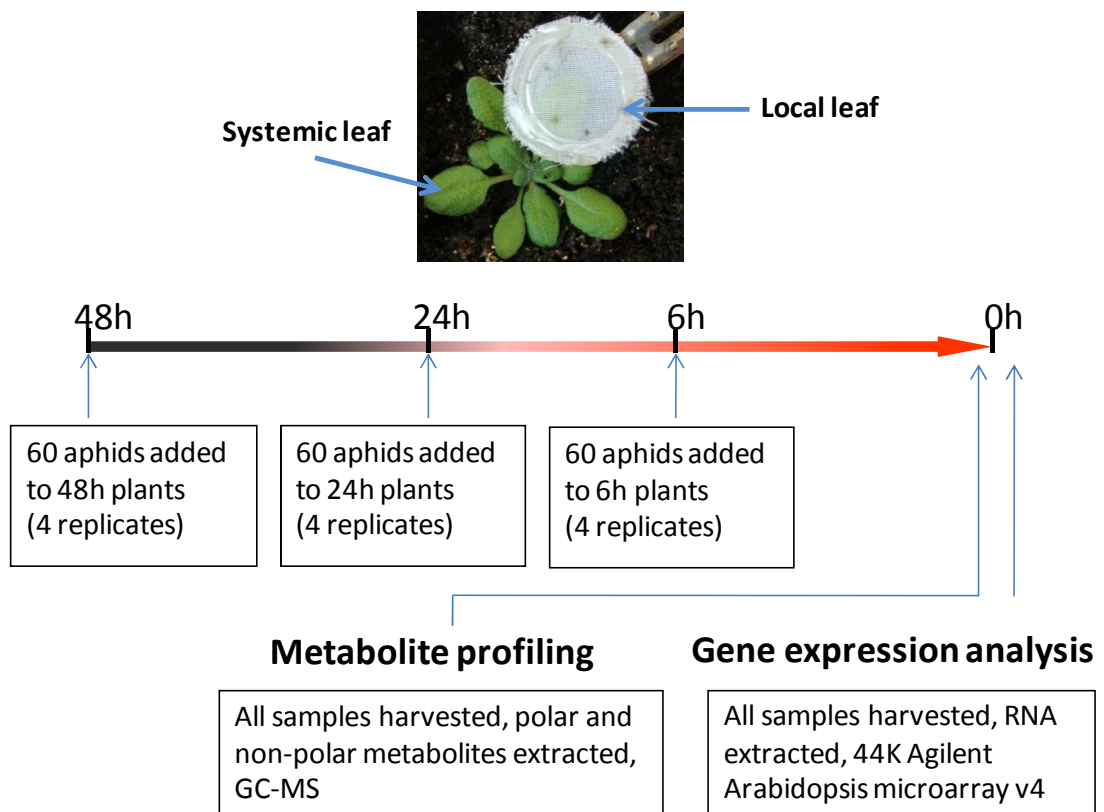 Systemic leaf
Local leaf
48h
24h
6h
0h
60 aphids added
to 48h plants
(4 replicates)
60 aphids added
to 24h plants
(4 replicates)
60 aphids added
to 6h plants
(4 replicates)
Metabolite profiling
All samples harvested, polar and
non-polar metabolites extracted,
GC-MS
Gene expression analysis
All samples harvested, RNA
extracted, 44K Agilent
Arabidopsis microarray v4